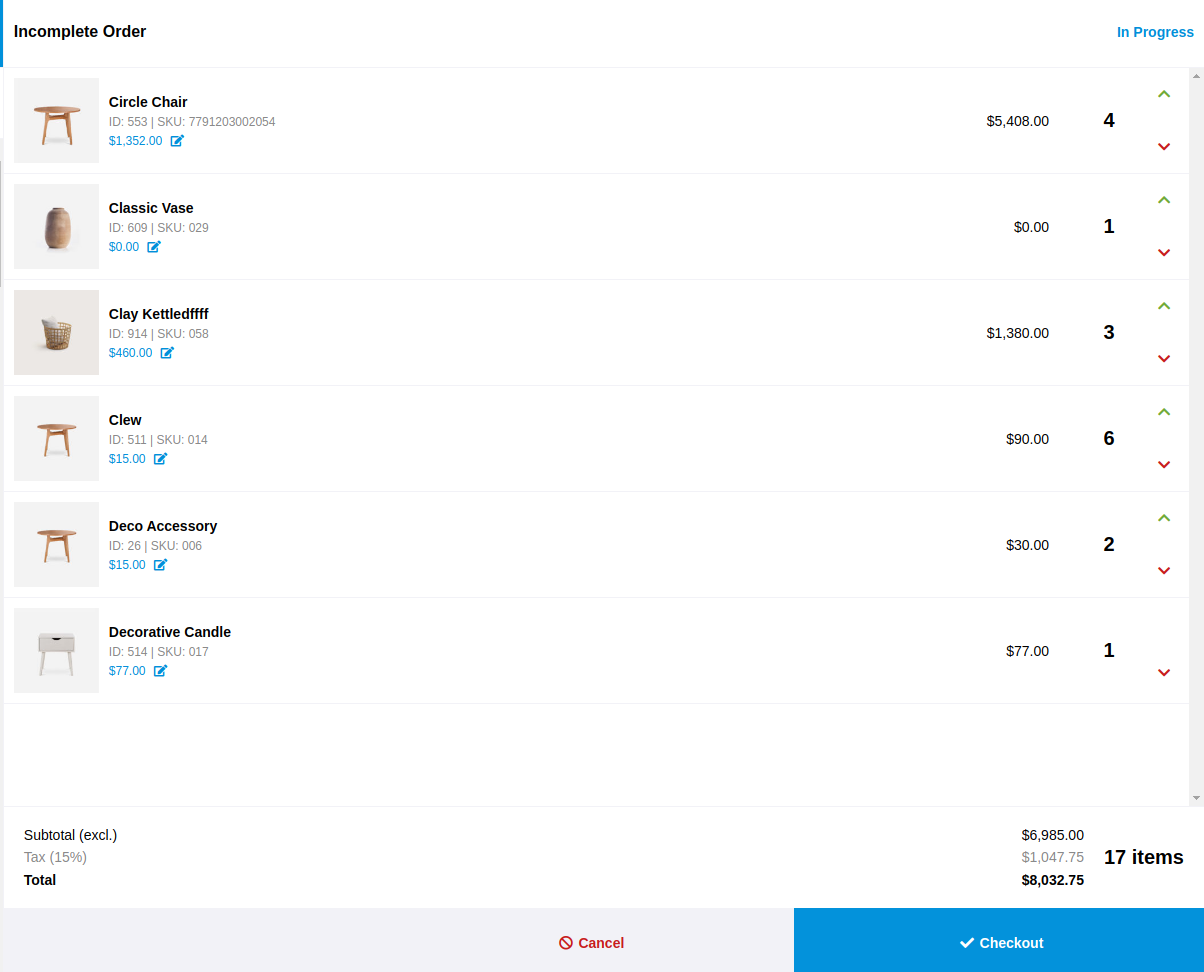 Incomplete Order
In Progress
Circle Chair
ID: 553 | SKU: 7791203002054
$1,352.00
$5,408.00
4
Classic Vase
ID: 609 | SKU: 029
$0.00
$0.00
1
Clay Kettledffff
ID: 914 | SKU: 058
$460.00
$1,380.00
3
Clew
ID: 511 | SKU: 014
$15.00
$90.00
6
Deco Accessory
ID: 26 | SKU: 006
$15.00
$30.00
2
Decorative Candle
ID: 514 | SKU: 017
$77.00
$77.00
1
Subtotal (excl.) $6,985.00
Tax (15%) $1,047.75
Total $8,032.75
17 items
Cancel
Checkout